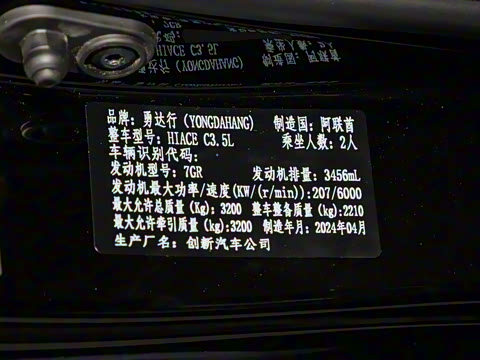 品牌: 勇达行 (YONGDAHANG) 制造国: 阿联酋
整车型号: HIACE C3.5L 乘坐人数: 2人
车辆识别代码:
发动机型号: 7GR 发动机排量: 3456mL
发动机最大功率/速度(KW/(r/min)):207/6000
最大允许总质量(Kg): 3200 整车整备质量(kg):2210
最大允许牵引质量(kg):3200 制造年月: 2024年04月
生产厂名: 创新汽车公司